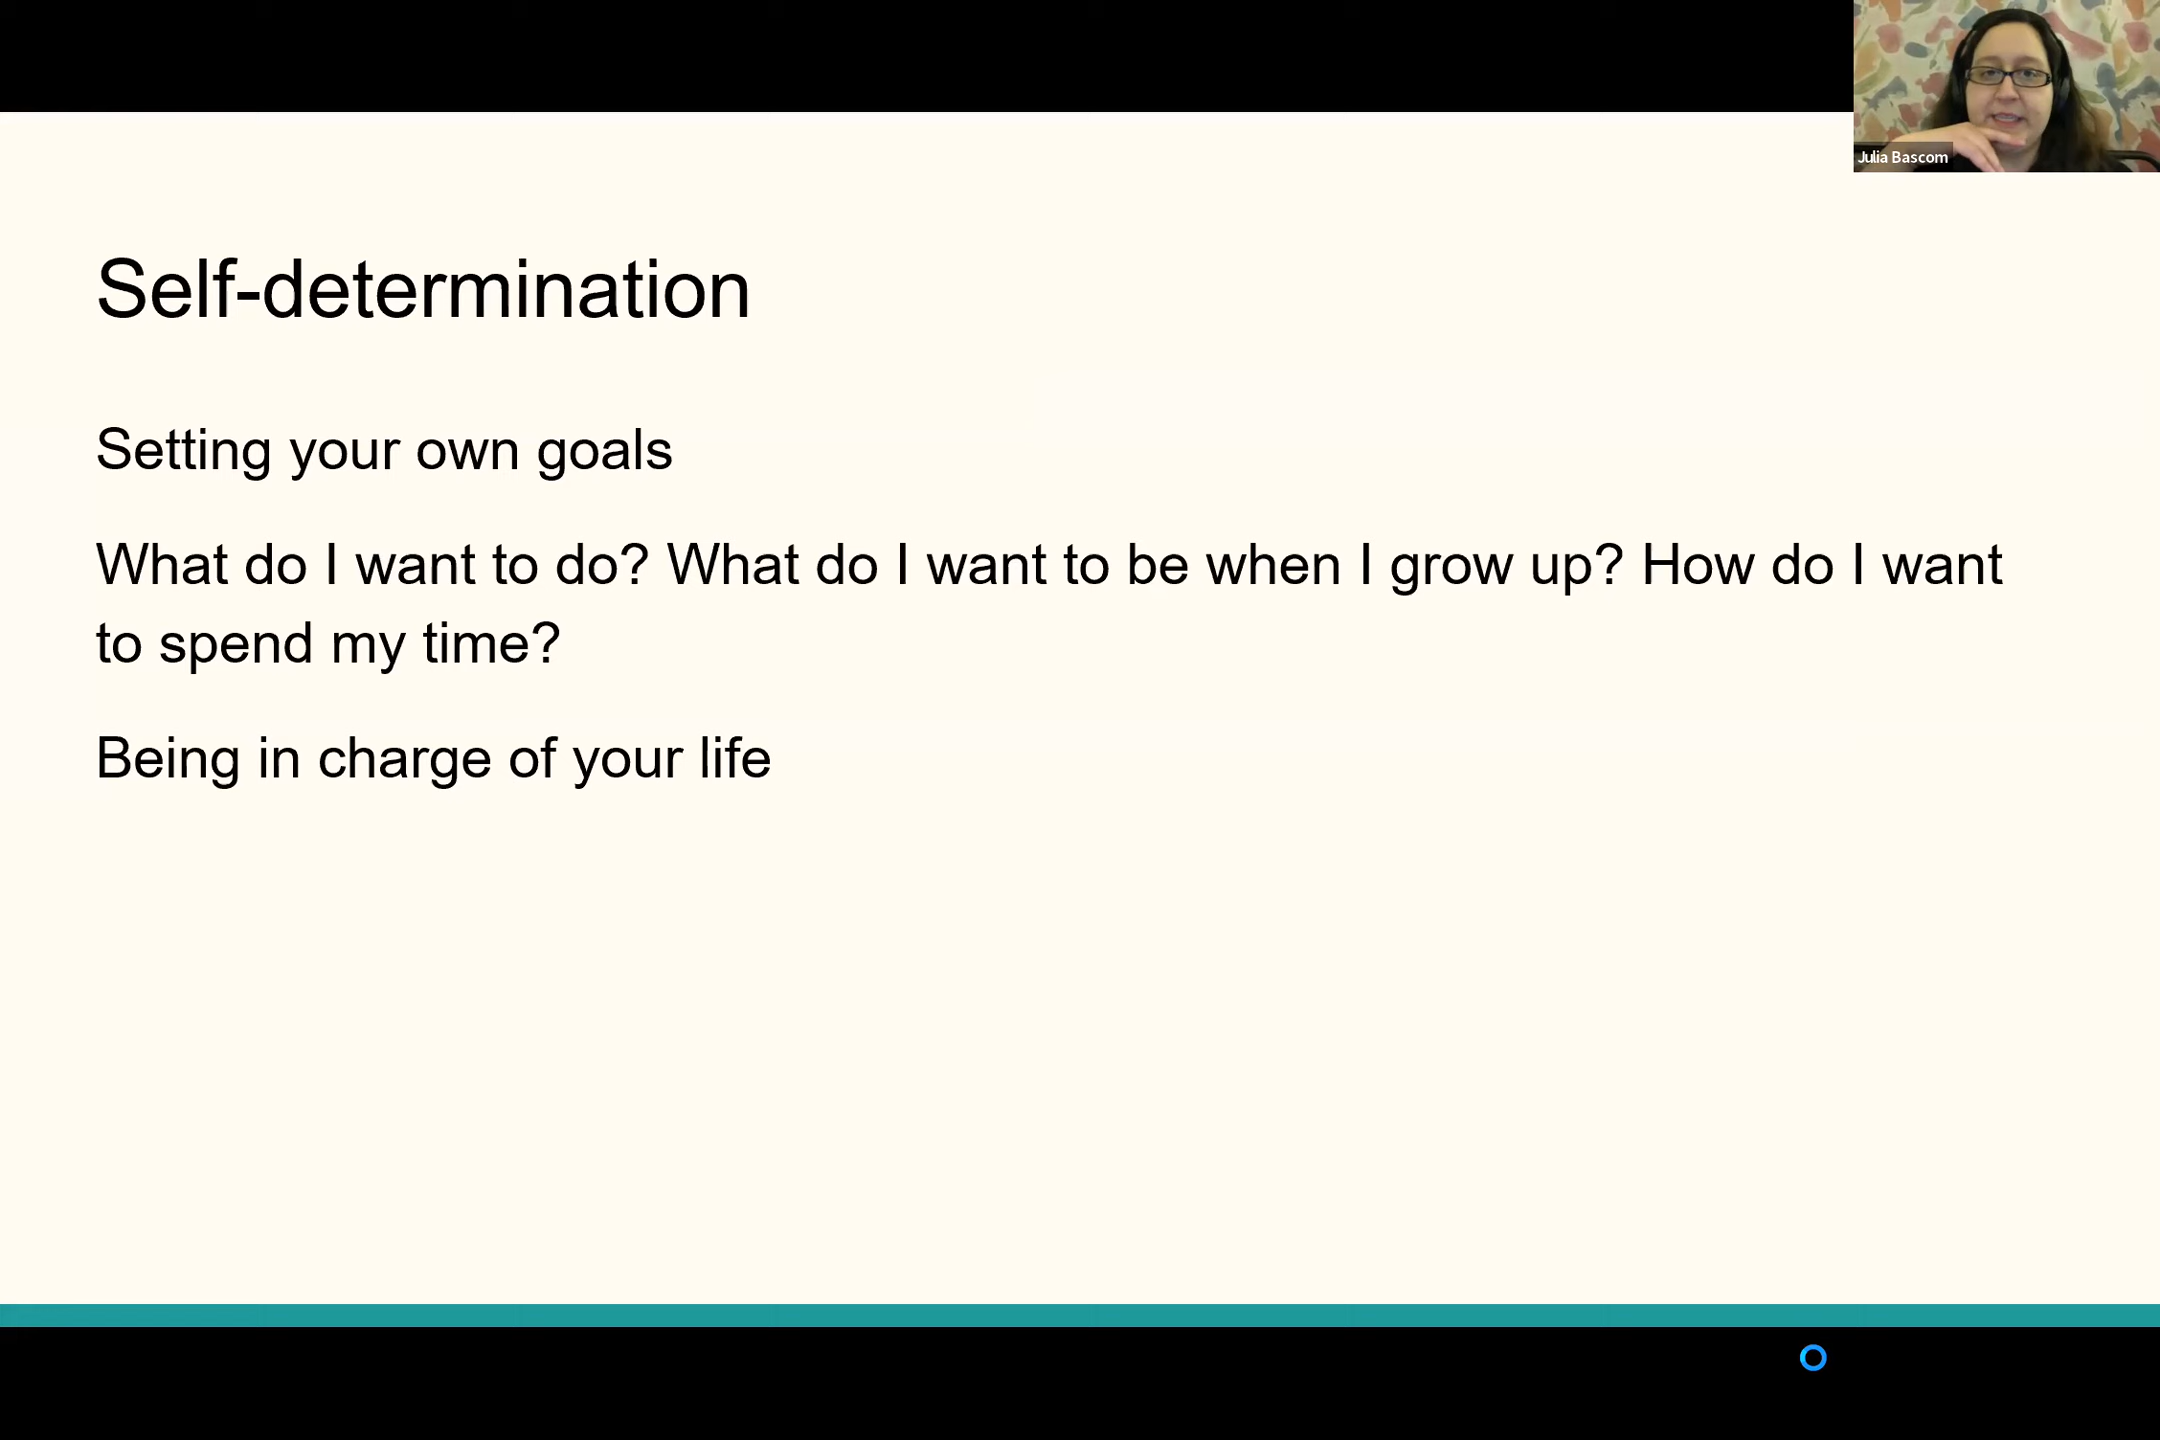 Julia Bascom
Self-determination
Setting your own goals
What do I want to do? What do I want to be when I grow up? How do I want
to spend my time?
Being in charge of your life